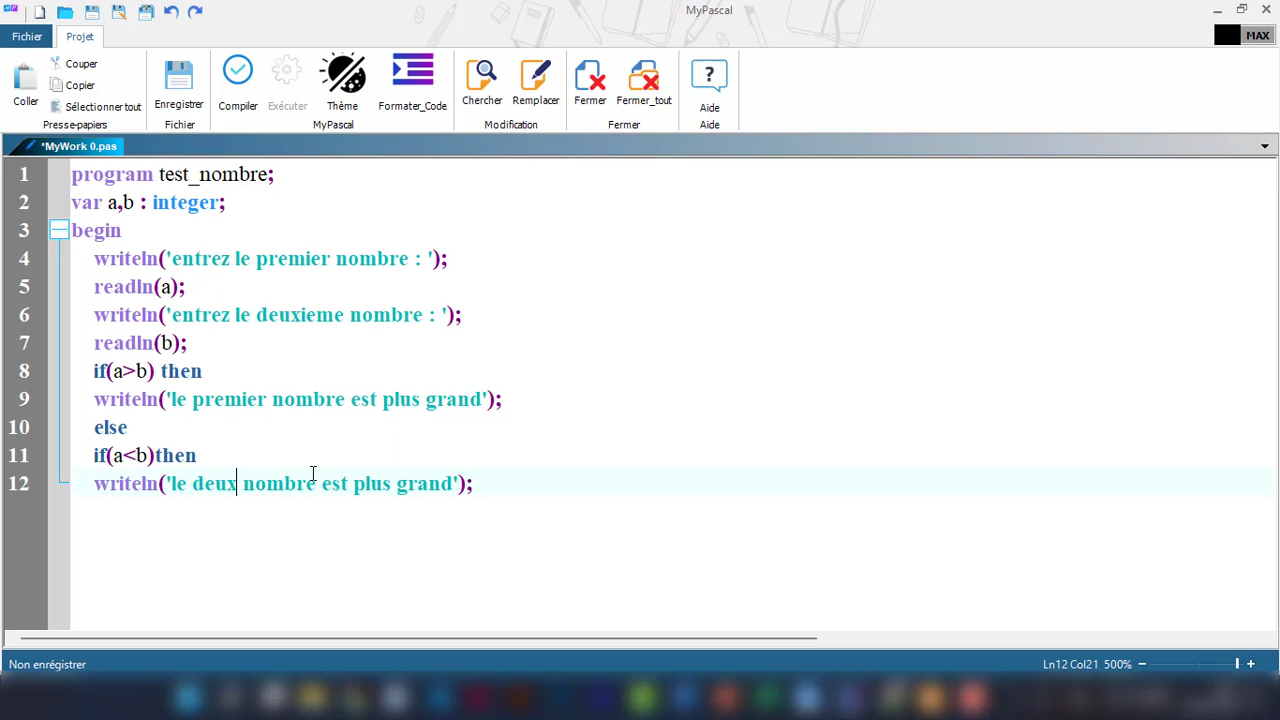 MyPascal
Fichier
Projet
MAX
Coller
Couper
Copier
Sélectionner tout
Presse-papiers
Enregistrer
Fichier
Compiler
Exécuter
Thème
Formater_Code
MyPascal
Chercher
Remplacer
Modification
Fermer
Fermer_tout
Fermer
Aide
Aide
*MyWork 0.pas
1 program test_nombre;
2 var a,b : integer;
3 begin
4 writeln('entrez le premier nombre : ');
5 readln(a);
6 writeln('entrez le deuxieme nombre : ');
7 readln(b);
8 if(a>b) then
9 writeln('le premier nombre est plus grand');
10 else
11 if(a<b)then
12 writeln('le deux nombre est plus grand');
Non enrégistrer
Ln12 Col21 500%